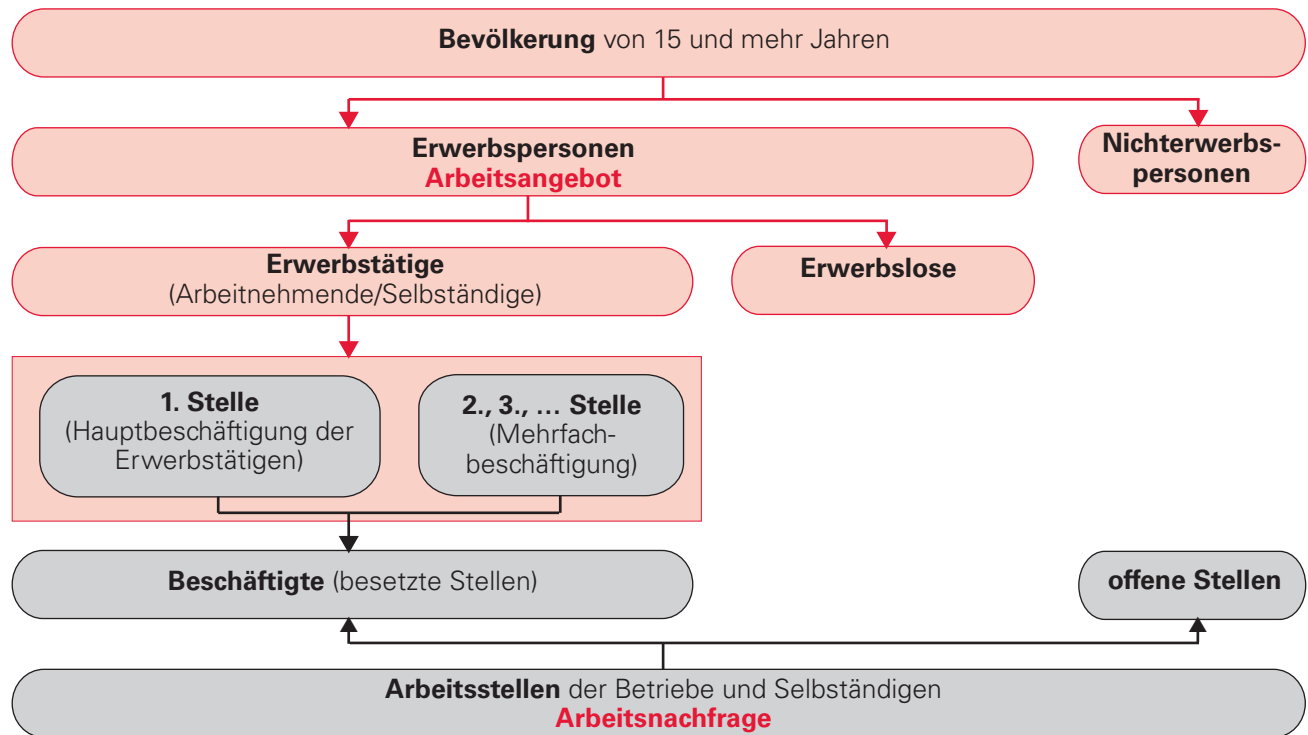 Bevölkerung von 15 und mehr Jahren
Erwerbspersonen
Arbeitsangebot
Nichterwerbs-
personen
Erwerbstätige
(Arbeitnehmende/Selbständige)
Erwerbslose
1. Stelle
(Hauptbeschäftigung der
Erwerbstätigen)
2., 3., … Stelle
(Mehrfach-
beschäftigung)
Beschäftigte (besetzte Stellen)
offene Stellen
Arbeitsstellen der Betriebe und Selbständigen
Arbeitsnachfrage